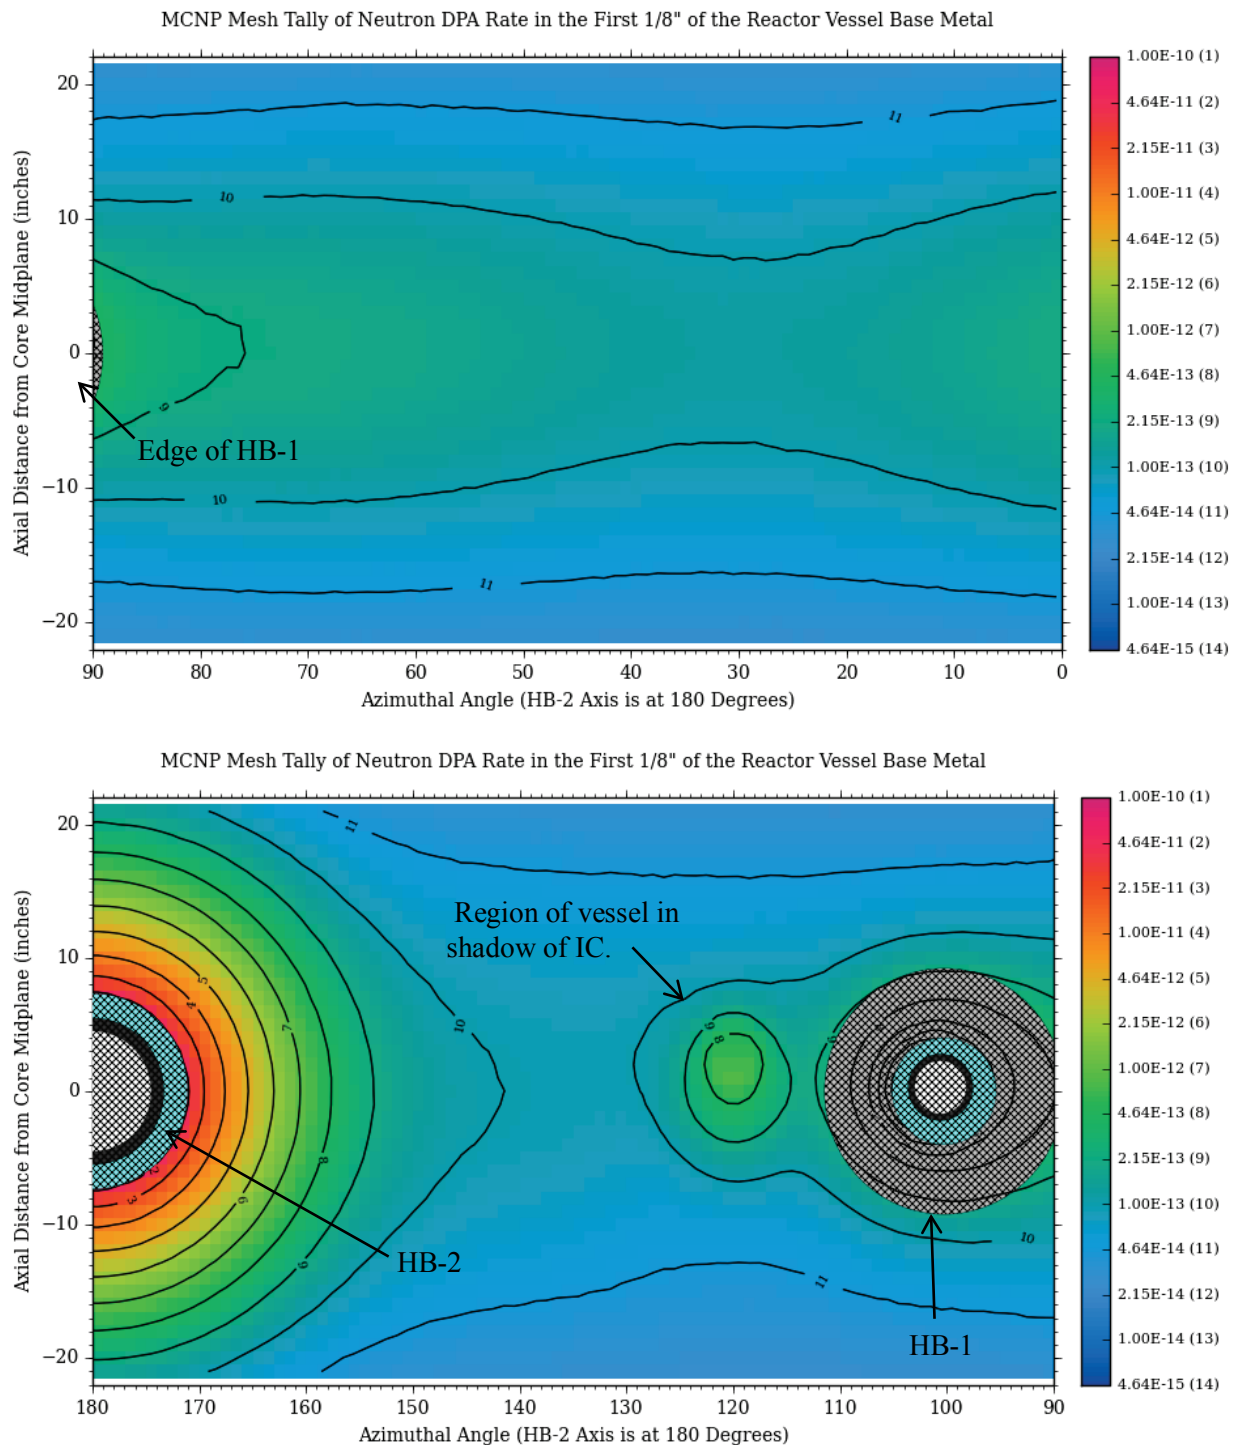 MCNP Mesh Tally of Neutron DPA Rate in the First 1/8" of the Reactor Vessel Base Metal
Axial Distance from Core Midplane (inches)
20
10
0
−10
−20
11
10
9
10
11
Edge of HB-1
90 80 70 60 50 40 30 20 10 0
Azimuthal Angle (HB-2 Axis is at 180 Degrees)
1.00E-10 (1)
4.64E-11 (2)
2.15E-11 (3)
1.00E-11 (4)
4.64E-12 (5)
2.15E-12 (6)
1.00E-12 (7)
4.64E-13 (8)
2.15E-13 (9)
1.00E-13 (10)
4.64E-14 (11)
2.15E-14 (12)
1.00E-14 (13)
4.64E-15 (14)
MCNP Mesh Tally of Neutron DPA Rate in the First 1/8" of the Reactor Vessel Base Metal
Axial Distance from Core Midplane (inches)
20
10
0
−10
−20
11
Region of vessel in
shadow of IC.
5
4
7
10
9
8
2
3
8
6
9
10
11
HB-2
HB-1
180 170 160 150 140 130 120 110 100 90
Azimuthal Angle (HB-2 Axis is at 180 Degrees)
1.00E-10 (1)
4.64E-11 (2)
2.15E-11 (3)
1.00E-11 (4)
4.64E-12 (5)
2.15E-12 (6)
1.00E-12 (7)
4.64E-13 (8)
2.15E-13 (9)
1.00E-13 (10)
4.64E-14 (11)
2.15E-14 (12)
1.00E-14 (13)
4.64E-15 (14)